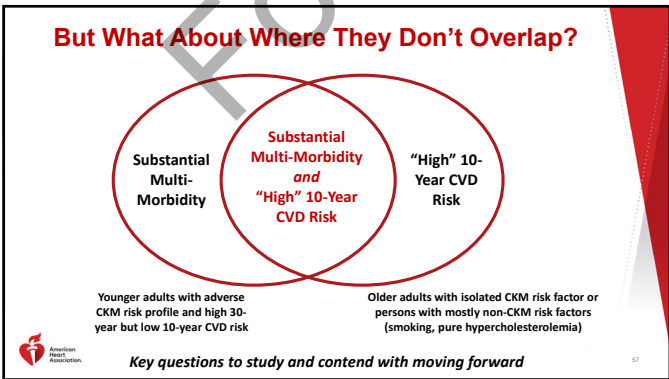 But What About Where They Don't Overlap?
Substantial
Multi-
Morbidity
Substantial
Multi-Morbidity
and
"High" 10-Year
CVD Risk
"High" 10-
Year CVD
Risk
Younger adults with adverse
CKM risk profile and high 30-
year but low 10-year CVD risk
Older adults with isolated CKM risk factor or
persons with mostly non-CKM risk factors
(smoking, pure hypercholesterolemia)
American
Heart
Association.
Key questions to study and contend with moving forward
57